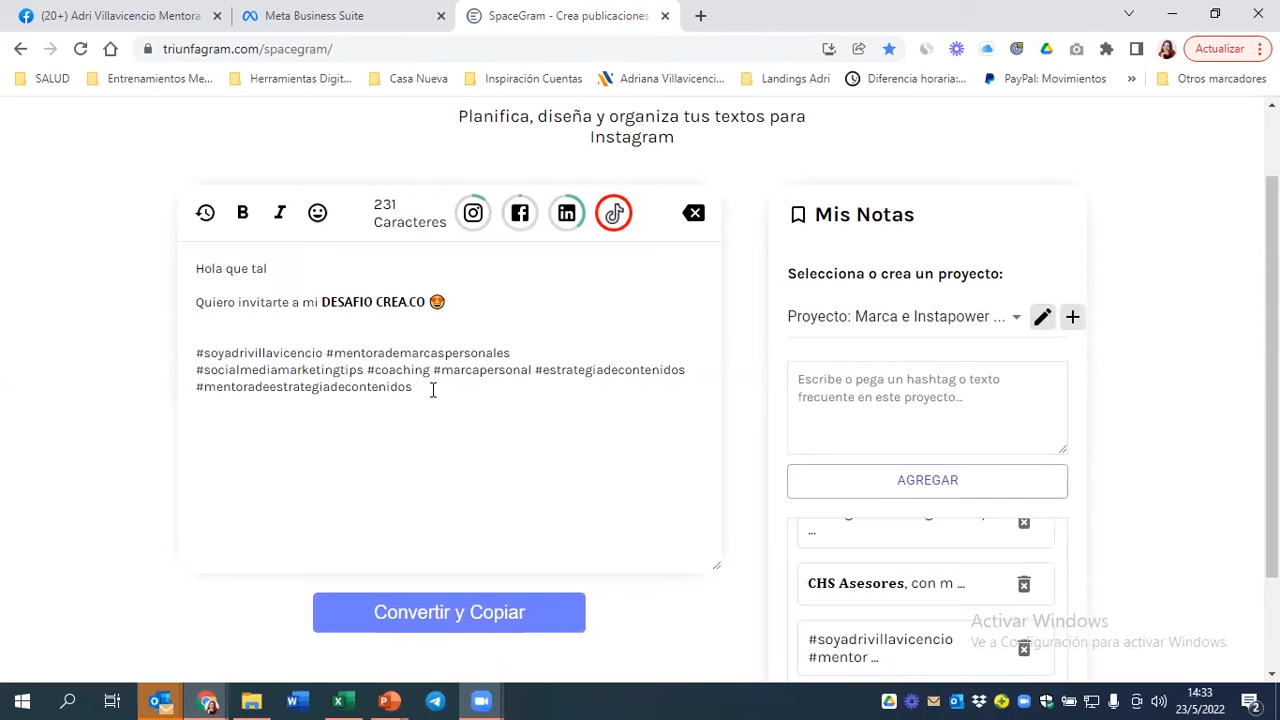 (20+) Adri Villavicencio Mentora
Meta Business Suite
SpaceGram - Crea publicaciones
triunfagram.com/spacegram/
Actualizar
SALUD
Entrenamientos Me...
Herramientas Digit...
Casa Nueva
Inspiración Cuentas
Adriana Villavicenc...
Landings Adri
Diferencia horaria:...
PayPal: Movimientos
»
Otros marcadores
Planifica, diseña y organiza tus textos para
Instagram
B
I
231
Caracteres
Mis Notas
Hola que tal
Quiero invitarte a mi DESAFIO CREA.CO 🤩
#soyadrivillavicencio #mentorademarcaspersonales
#socialmediamarketingtips #coaching #marcapersonal #estrategiadecontenidos
#mentoradeestrategiadecontenidos
Convertir y Copiar
Selecciona o crea un proyecto:
Proyecto: Marca e Instapower ...
Escribe o pega un hashtag o texto
frecuente en este proyecto...
AGREGAR
...
CHS Asesores, con m ...
#soyadrivillavicencio
#mentor ...
Activar Windows
Ve a Configuración para activar Windows.
14:33
23/5/2022
2